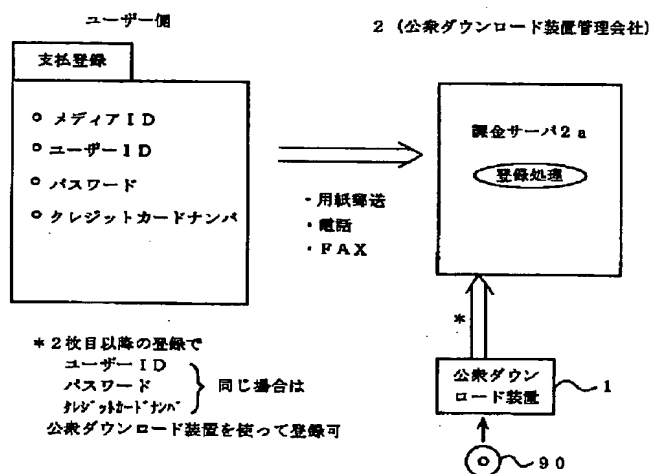 ユーザー側
2 (公衆ダウンロード装置管理会社)
支払登録
○ メディアID
○ ユーザーID
○ パスワード
○ クレジットカードナンバ
・用紙郵送
・電話
・FAX
課金サーバ2a
登録処理
*
公衆ダウン
ロード装置
1
90
*2枚目以降の登録で
ユーザーID
パスワード
クレジットカードナンバ
同じ場合は
公衆ダウンロード装置を使って登録可